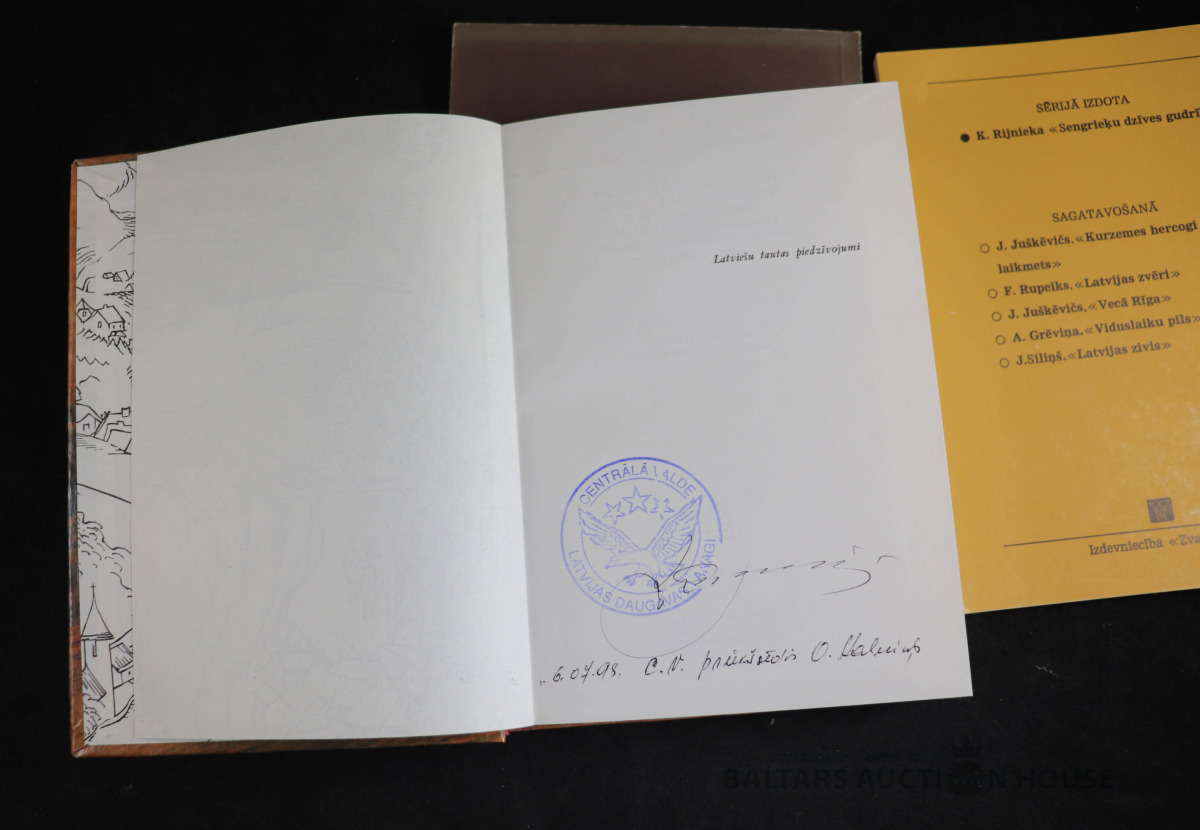 Latviešu tautas piedzīvojumi
CENTRĀLĀ VALDE
LATVIJAS DAUGAVAS VANAGI
6.07.98. C.V. priekšsēdis O. Kalniņš
SĒRIJĀ IZDOTA
K. Rijnieka «Sengrieķu dzīves
SAGATAVOŠANĀ
J. Juškēvičs. «Kurzemes hercogi
laikmets»
F. Rupeiks. «Latvijas zvēri»
J. Juškēvičs. «Vecā Rīga»
A. Grēviņa. «Viduslaiku pils»
J. Siliņš. «Latvijas zivis»
Izdevniecība
BALTARS AUCTION HOUSE